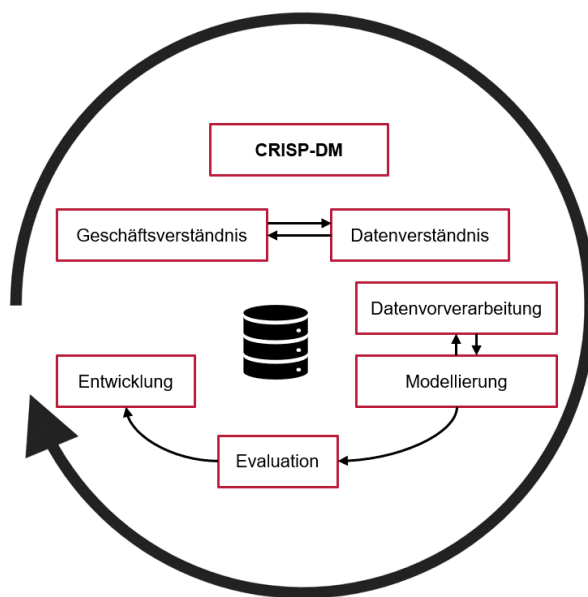 CRISP-DM
Geschäftsverständnis
Datenverständnis
Datenvorverarbeitung
Entwicklung
Modellierung
Evaluation